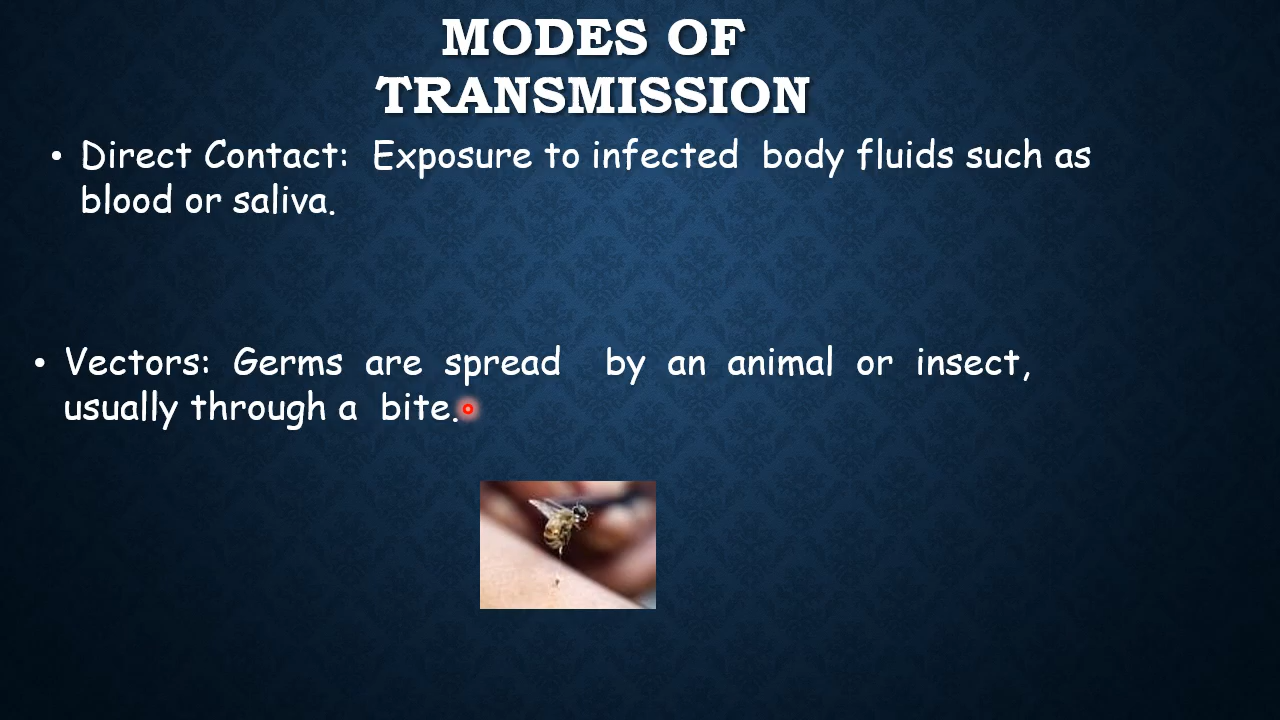 MODES OF
TRANSMISSION
• Direct Contact: Exposure to infected body fluids such as
blood or saliva.
• Vectors: Germs are spread by an animal or insect,
usually through a bite.